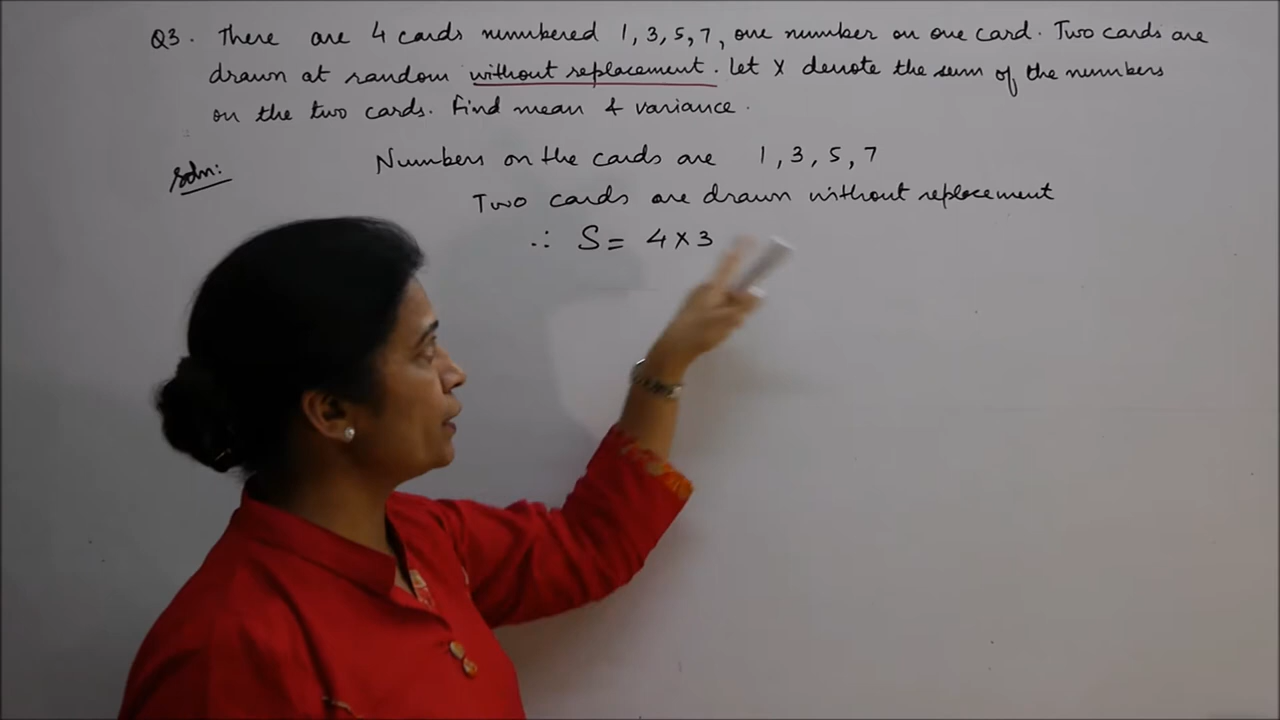 Q3. There are 4 cards numbered 1, 3, 5, 7, one number on one card. Two cards are
drawn at random without replacement. Let X denote the sum of the numbers
on the two cards. Find mean & variance.
Soln: Numbers on the cards are 1, 3, 5, 7
Two cards are drawn without replacement
∴ S = 4 × 3